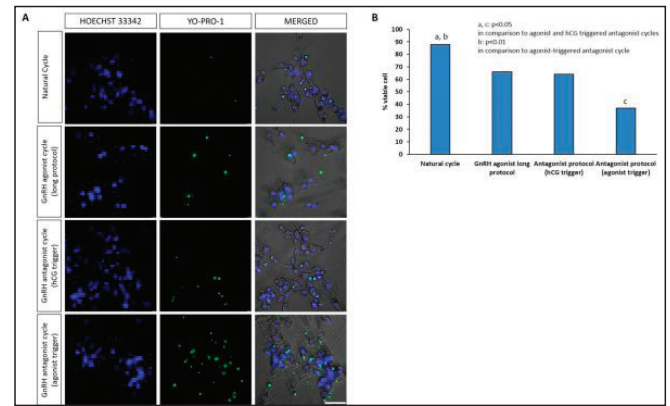 A
HOECHST 33342
YO-PRO-1
MERGED
Natural Cycle
GnRH agonist cycle
(long protocol)
GnRH antagonist cycle
(hCG trigger)
GnRH antagonist cycle
(agonist trigger)
B
a, c: p<0.05
in comparison to agonist and hCG triggered antagonist cycles
b: p<0.01
in comparison to agonist-triggered antagonist cycle
% viable cell
100
90
80
70
60
50
40
30
20
10
0
a, b
c
Natural cycle
GnRH agonist long
protocol
Antagonist protocol
(hCG trigger)
Antagonist protocol
(agonist trigger)